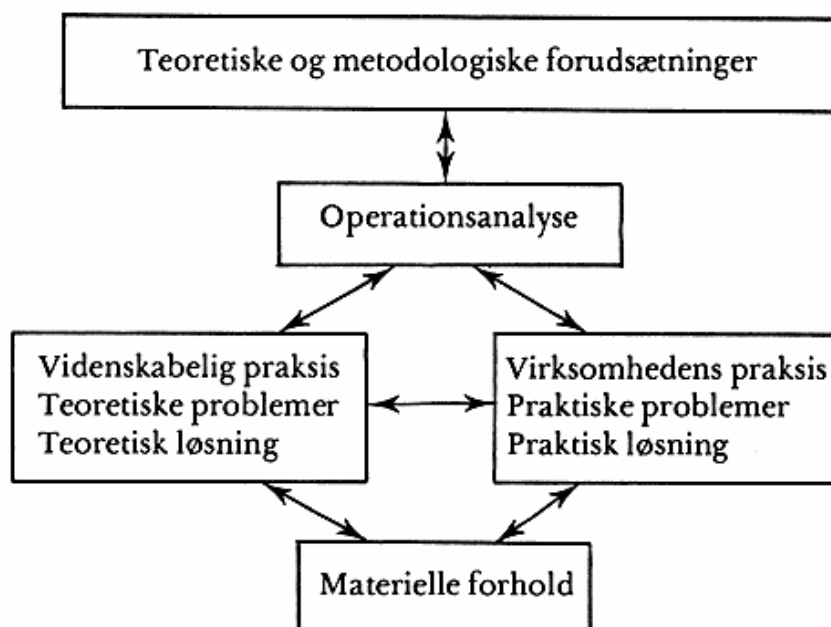 Teoretiske og metodologiske forudsætninger
Operationsanalyse
Videnskabelig praksis
Teoretiske problemer
Teoretisk løsning
Virksomhedens praksis
Praktiske problemer
Praktisk løsning
Materielle forhold